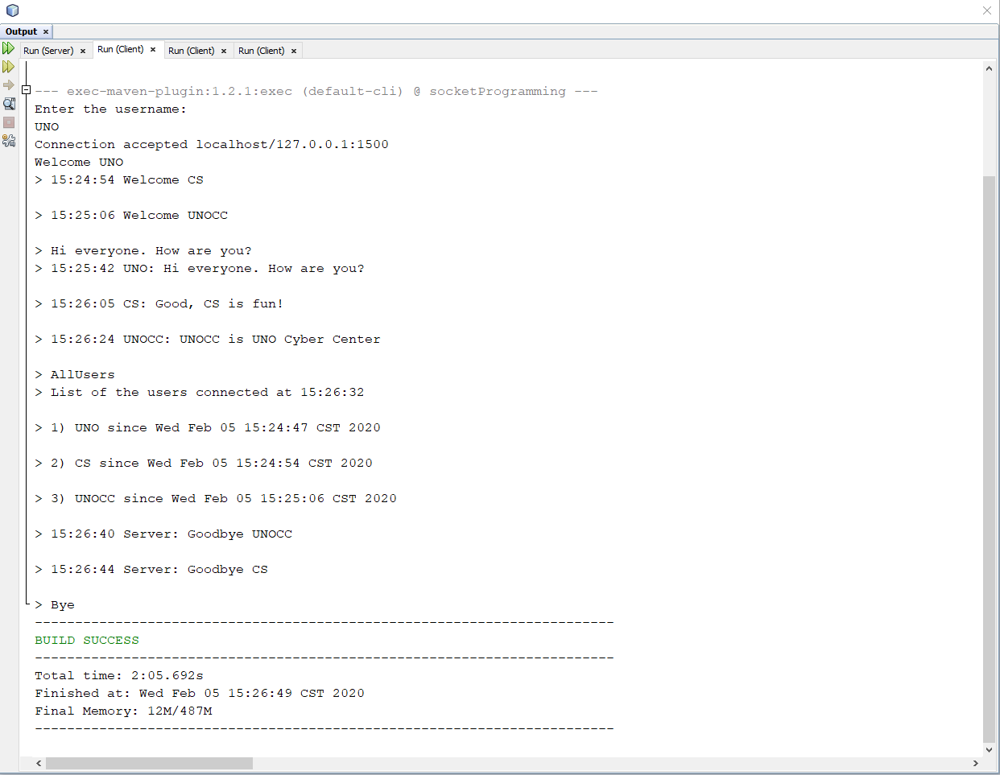 Output ×
Run (Server) × Run (Client) × Run (Client) × Run (Client) ×
--- exec-maven-plugin:1.2.1:exec (default-cli) @ socketProgramming ---
Enter the username:
UNO
Connection accepted localhost/127.0.0.1:1500
Welcome UNO
> 15:24:54 Welcome CS
> 15:25:06 Welcome UNOCC
> Hi everyone. How are you?
> 15:25:42 UNO: Hi everyone. How are you?
> 15:26:05 CS: Good, CS is fun!
> 15:26:24 UNOCC: UNOCC is UNO Cyber Center
> AllUsers
> List of the users connected at 15:26:32
> 1) UNO since Wed Feb 05 15:24:47 CST 2020
> 2) CS since Wed Feb 05 15:24:54 CST 2020
> 3) UNOCC since Wed Feb 05 15:25:06 CST 2020
> 15:26:40 Server: Goodbye UNOCC
> 15:26:44 Server: Goodbye CS
> Bye
------------------------------------------------------------------------
BUILD SUCCESS
------------------------------------------------------------------------
Total time: 2:05.692s
Finished at: Wed Feb 05 15:26:49 CST 2020
Final Memory: 12M/487M
------------------------------------------------------------------------